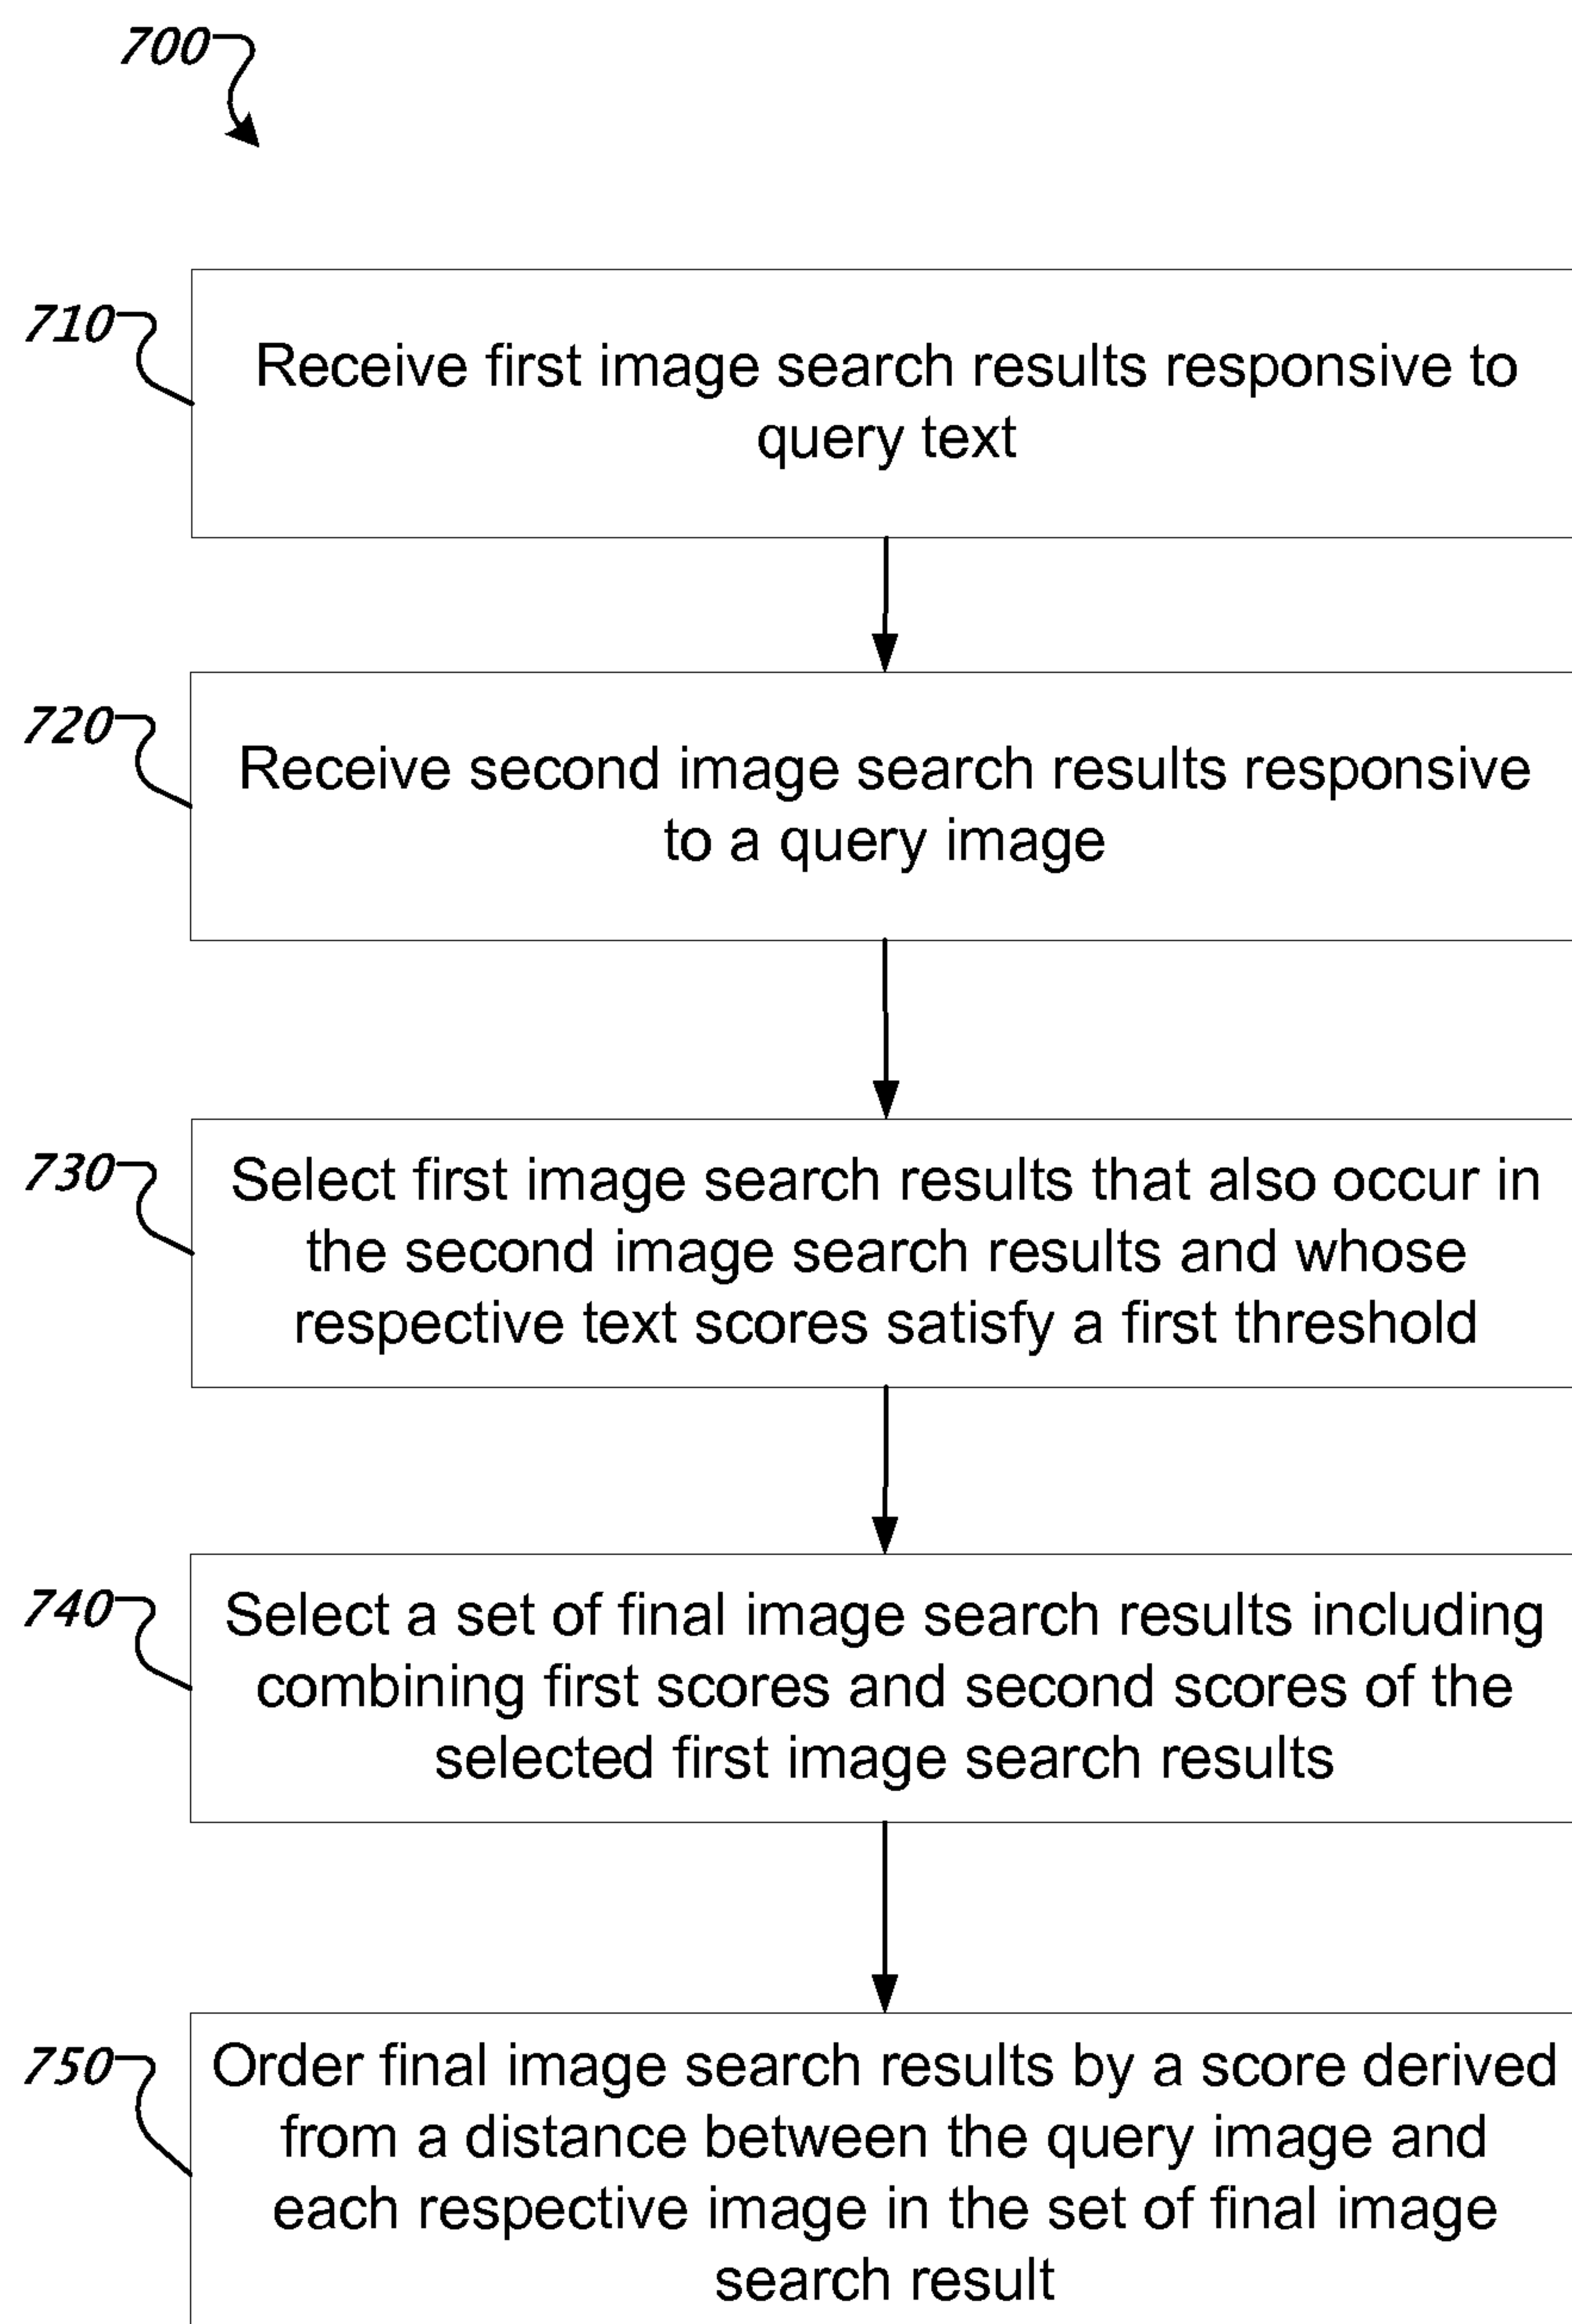 700
710
Receive first image search results responsive to
query text
720
Receive second image search results responsive
to a query image
730
Select first image search results that also occur in
the second image search results and whose
respective text scores satisfy a first threshold
740
Select a set of final image search results including
combining first scores and second scores of the
selected first image search results
750
Order final image search results by a score derived
from a distance between the query image and
each respective image in the set of final image
search result